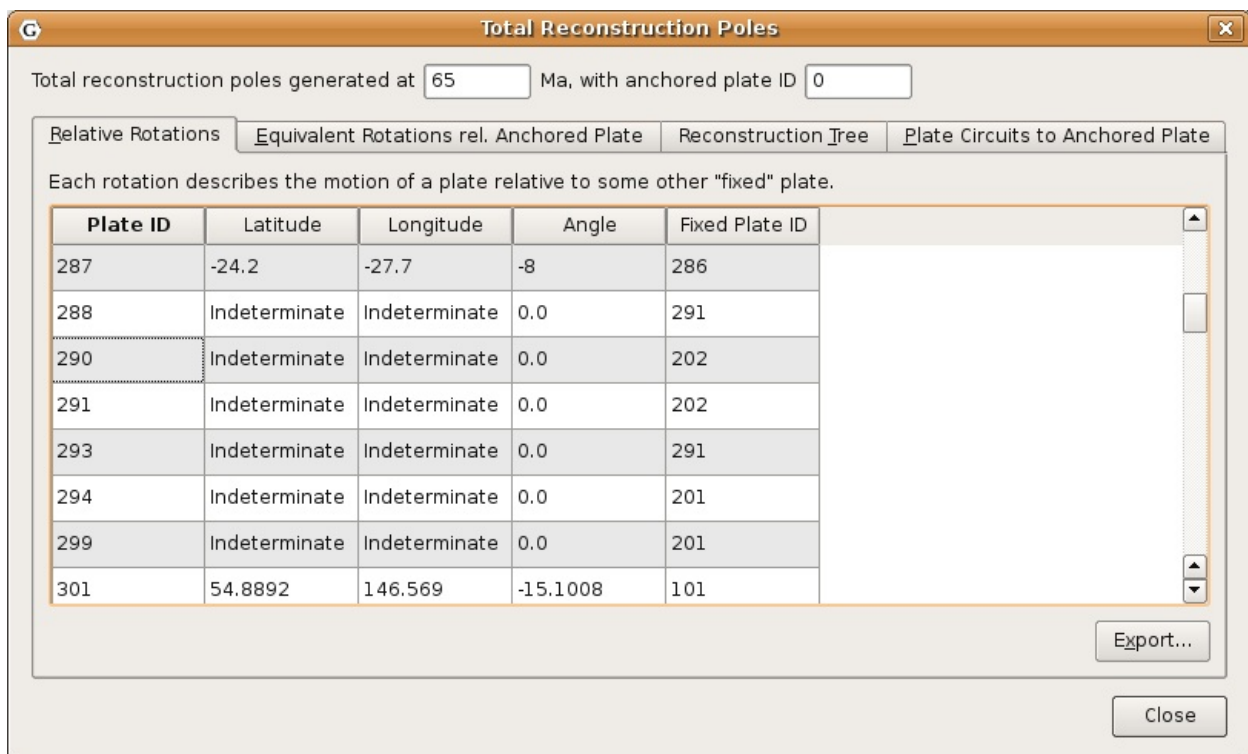 Total Reconstruction Poles
Total reconstruction poles generated at 65 Ma, with anchored plate ID 0
Relative Rotations Equivalent Rotations rel. Anchored Plate Reconstruction Tree Plate Circuits to Anchored Plate
Each rotation describes the motion of a plate relative to some other "fixed" plate.
Plate ID Latitude Longitude Angle Fixed Plate ID
287 -24.2 -27.7 -8 286
288 Indeterminate Indeterminate 0.0 291
290 Indeterminate Indeterminate 0.0 202
291 Indeterminate Indeterminate 0.0 202
293 Indeterminate Indeterminate 0.0 291
294 Indeterminate Indeterminate 0.0 201
299 Indeterminate Indeterminate 0.0 201
301 54.8892 146.569 -15.1008 101
Export...
Close